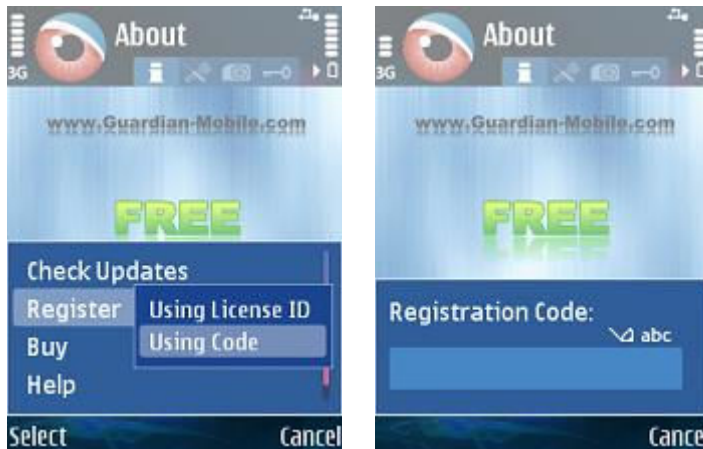 About
3G
www.Guardian-Mobile.com
FREE
Check Updates
Register
Using License ID
Using Code
Buy
Help
Select
Cancel
About
3G
www.Guardian-Mobile.com
FREE
Registration Code:
abc
Cance